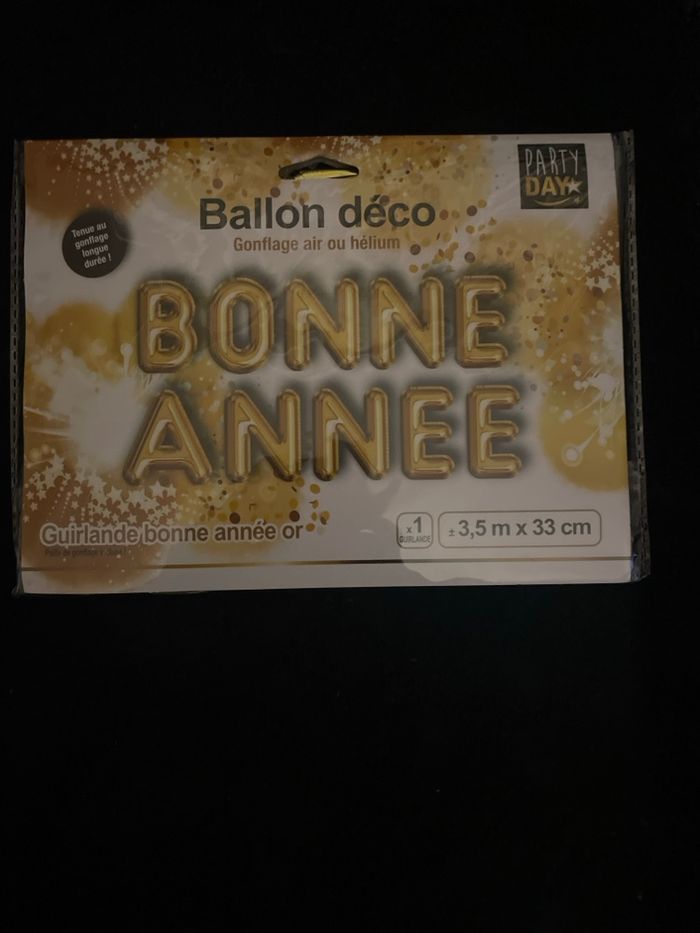 PARTY
DAY
Ballon déco
Gonflage air ou hélium
Tenue au
gonflage
longue
durée !
BONNE
ANNEE
Guirlande bonne année or
x1
GUIRLANDE
± 3,5 m x 33 cm